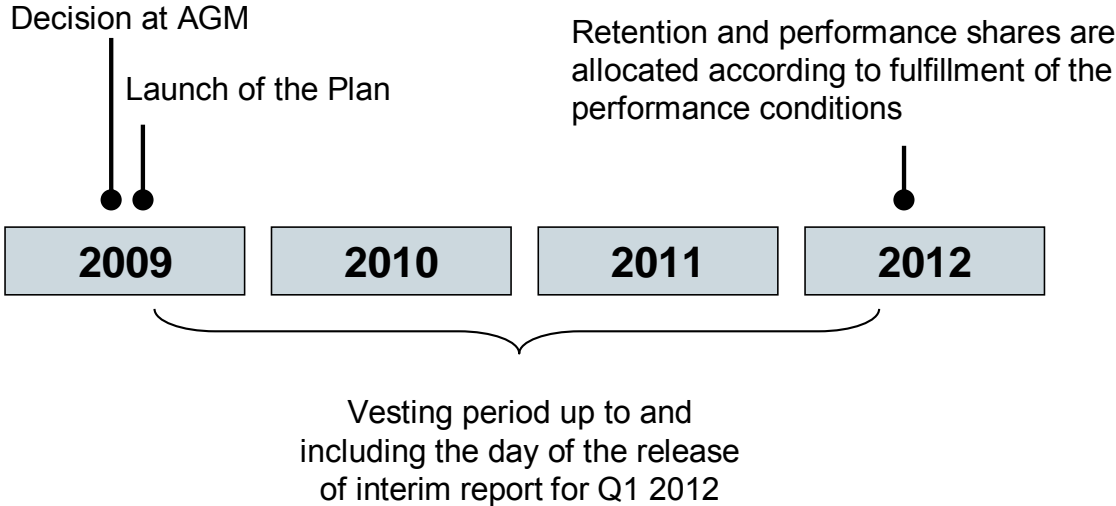 Decision at AGM
Launch of the Plan
Retention and performance shares are
allocated according to fulfillment of the
performance conditions
2009
2010
2011
2012
Vesting period up to and
including the day of the release
of interim report for Q1 2012